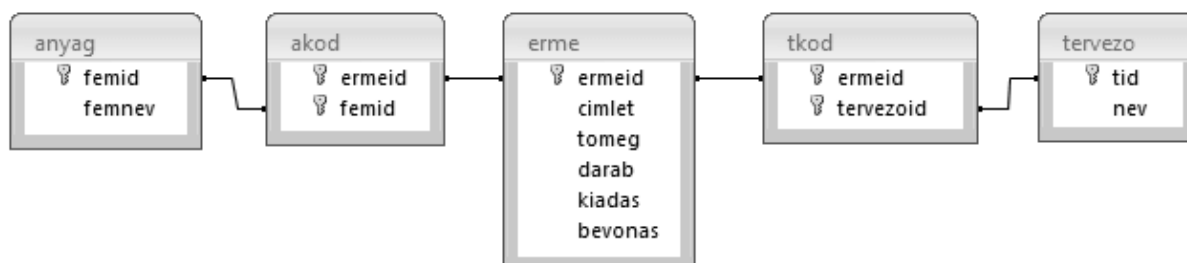 anyag
femid
femnev
akod
ermeid
femid
erme
ermeid
cimlet
tomeg
darab
kiadas
bevonas
tkod
ermeid
tervezoid
tervezo
tid
nev